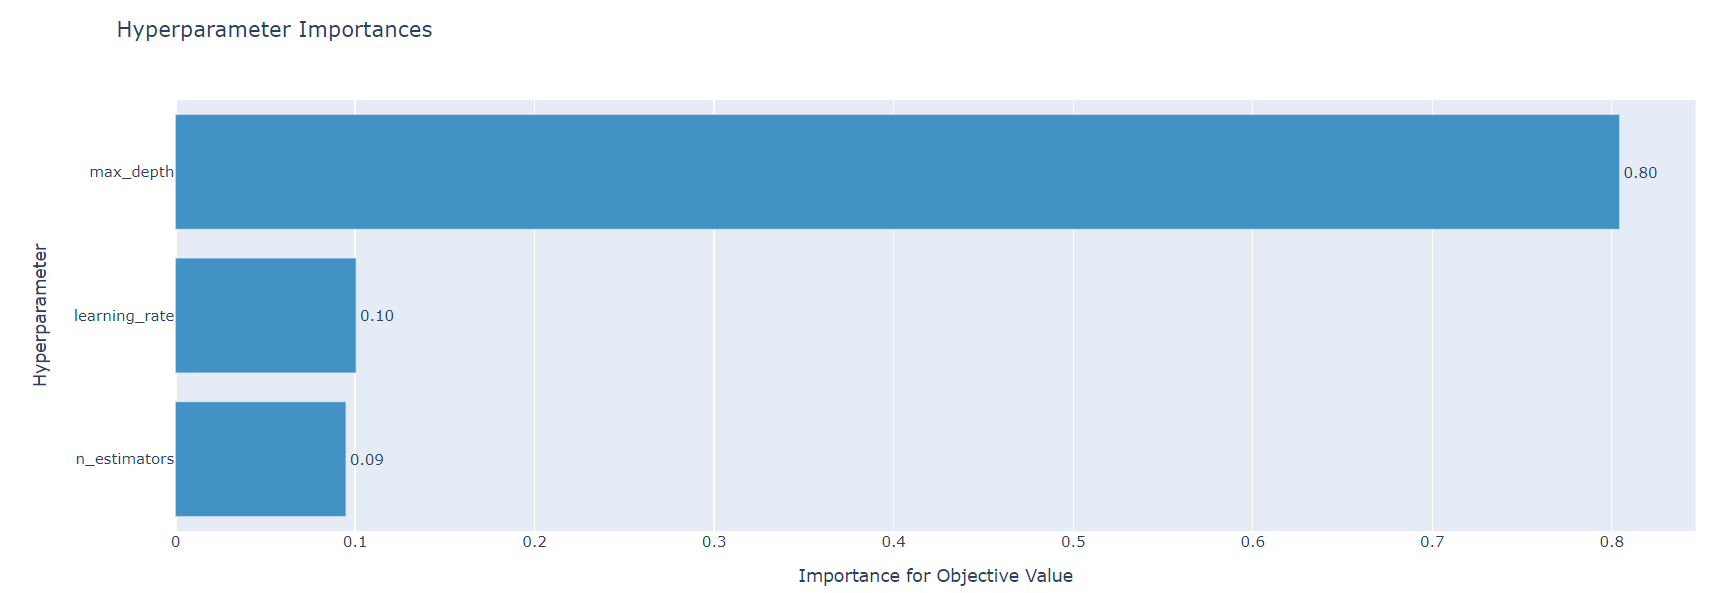 Hyperparameter Importances
Hyperparameter
max_depth
0.80
learning_rate
0.10
n_estimators
0.09
0 0.1 0.2 0.3 0.4 0.5 0.6 0.7 0.8
Importance for Objective Value